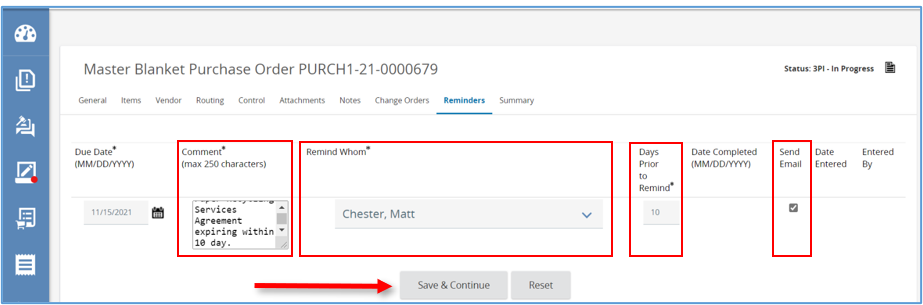 Master Blanket Purchase Order PURCH1-21-0000679
Status: 3PI - In Progress
General Items Vendor Routing Control Attachments Notes Change Orders Reminders Summary
Due Date*
(MM/DD/YYYY)
Comment*
(max 250 characters)
Remind Whom*
Days
Prior
to
Remind*
Date Completed
(MM/DD/YYYY)
Send
Email
Date
Entered
Entered
By
11/15/2021
Services
Agreement
expiring within
10 day.
Chester, Matt
10
Save & Continue
Reset